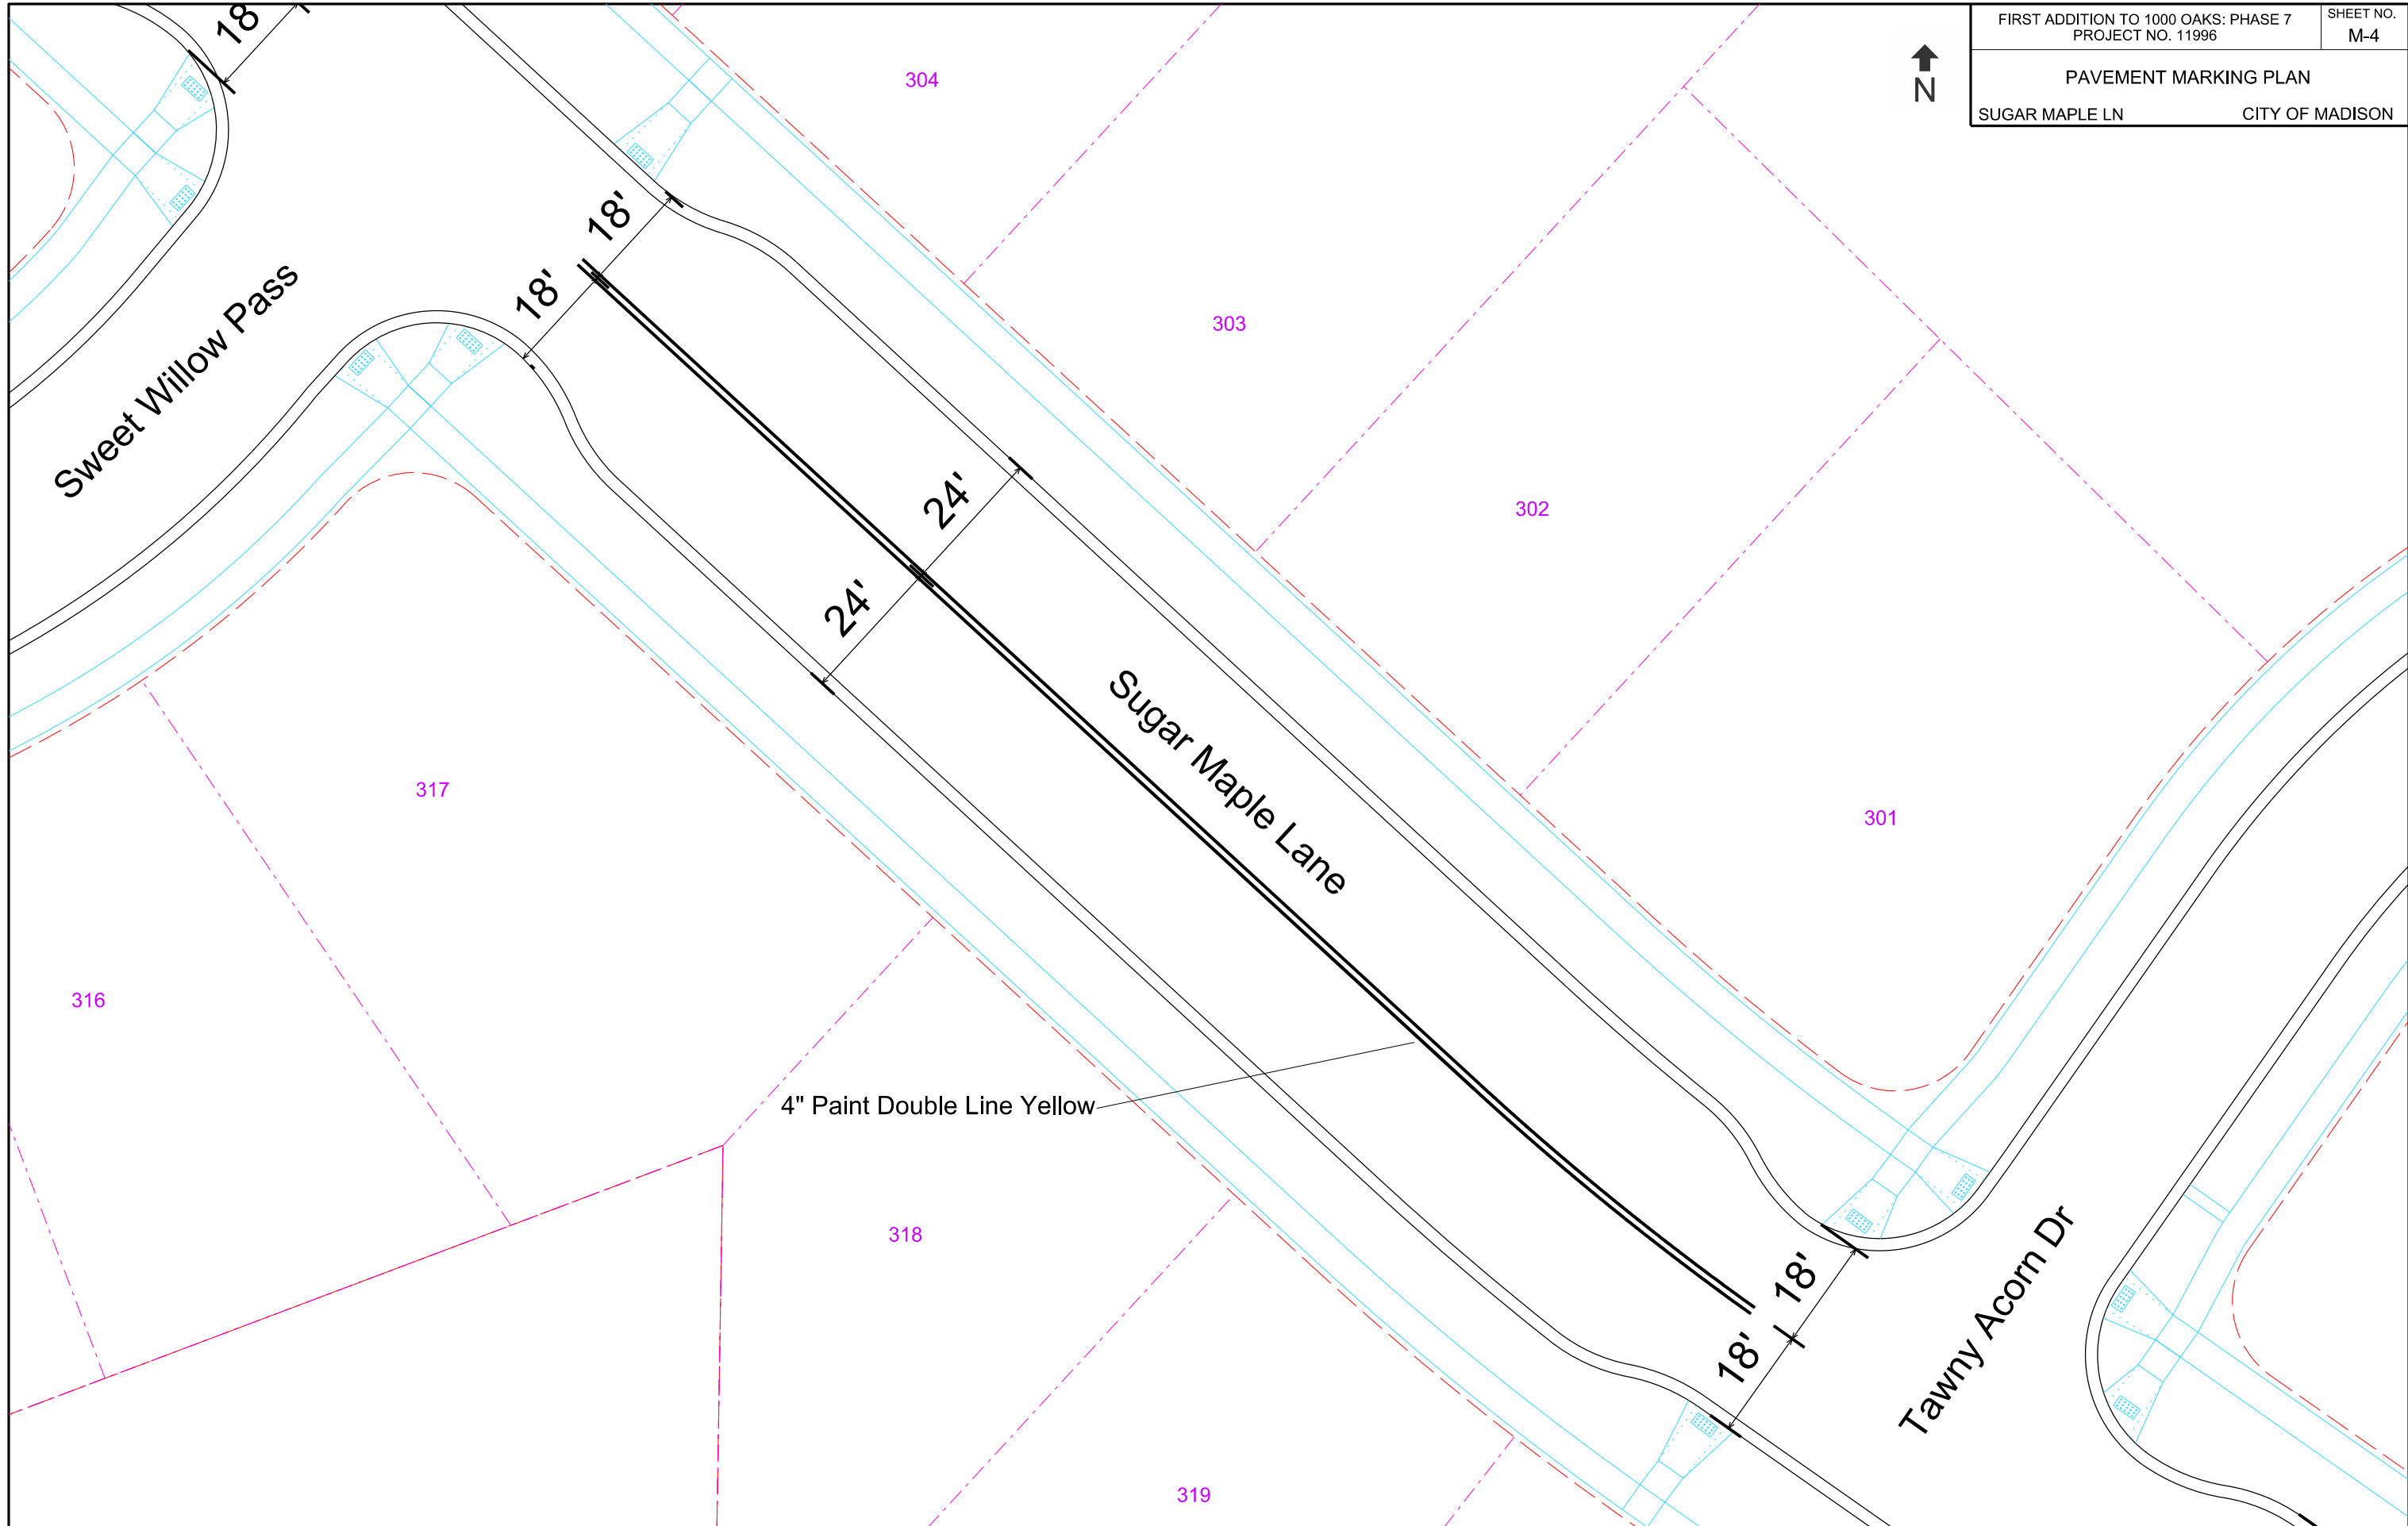 FIRST ADDITION TO 1000 OAKS: PHASE 7
PROJECT NO. 11996
SHEET NO.
M-4
PAVEMENT MARKING PLAN
SUGAR MAPLE LN
CITY OF MADISON
N
18'
304
18'
18'
303
Sweet Willow Pass
24'
24'
302
Sugar Maple Lane
317
301
316
4" Paint Double Line Yellow
318
18'
18'
Tawny Acorn Dr
319